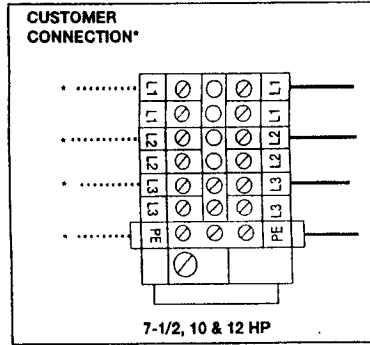 CUSTOMER
CONNECTION*
* L1 L1
L1 L1
* L2 L2
L2 L2
* L3 L3
L3 L3
* PE PE
7-1/2, 10 & 12 HP